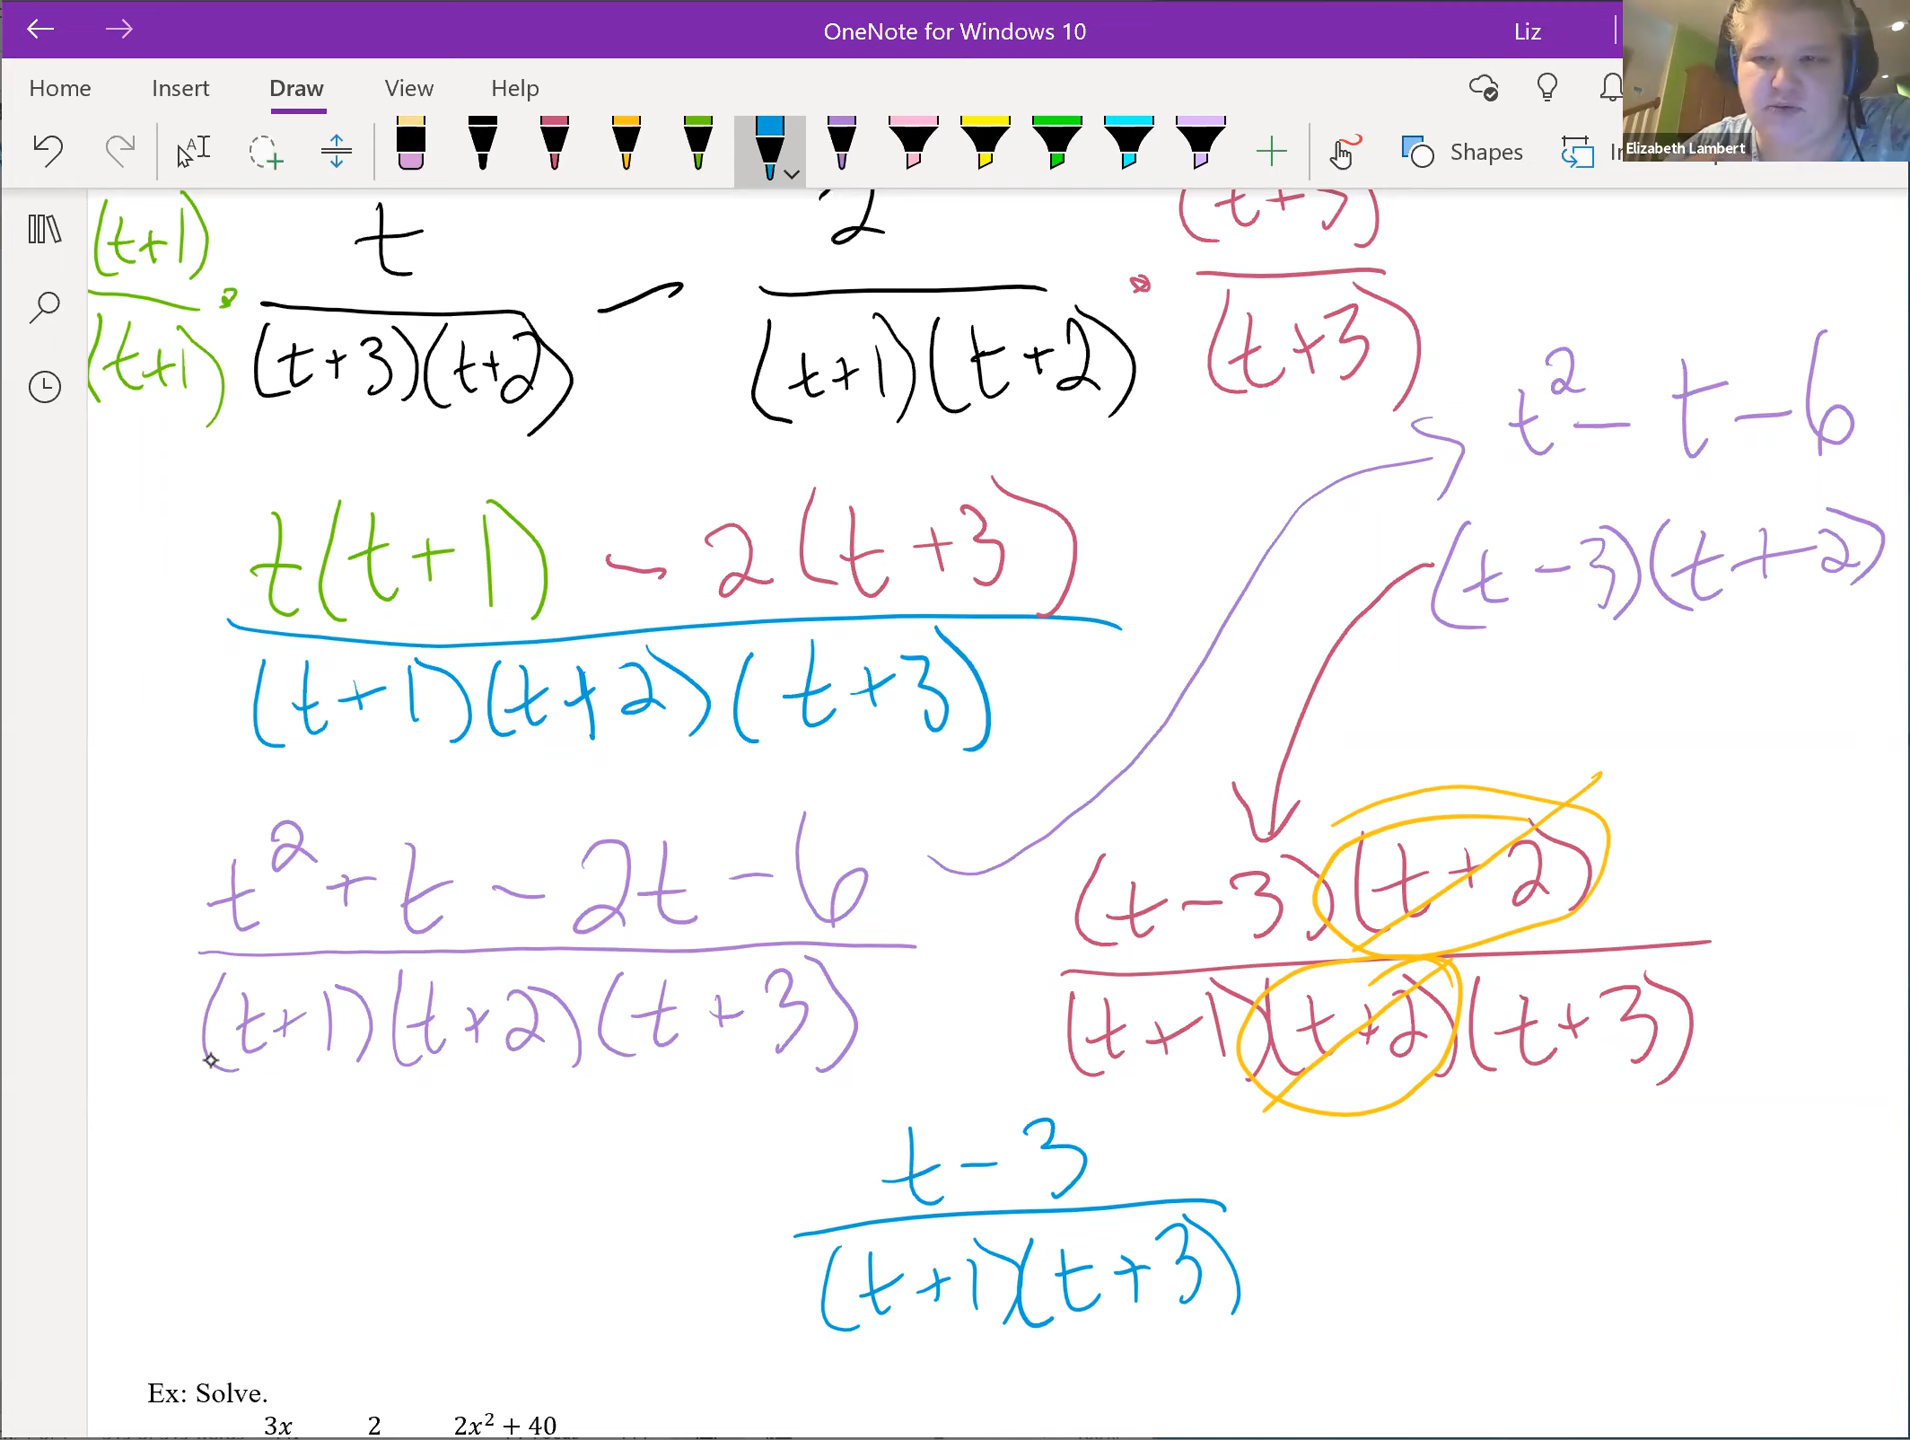 OneNote for Windows 10
Liz
Home Insert Draw View Help
Shapes
Elizabeth Lambert
(t+1) t 2 (t+3)
(t+1) (t+3)(t+2) − (t+1)(t+2) (t+3)
t² − t − 6
(t − 3)(t + 2)
t(t+1) − 2(t+3)
(t+1)(t+2)(t+3)
t² + t − 2t − 6
(t+1)(t+2)(t+3)
(t − 3)(t + 2)
(t+1)(t+2)(t+3)
t − 3
(t+1)(t+3)
Ex: Solve.
3x 2 2x² + 40